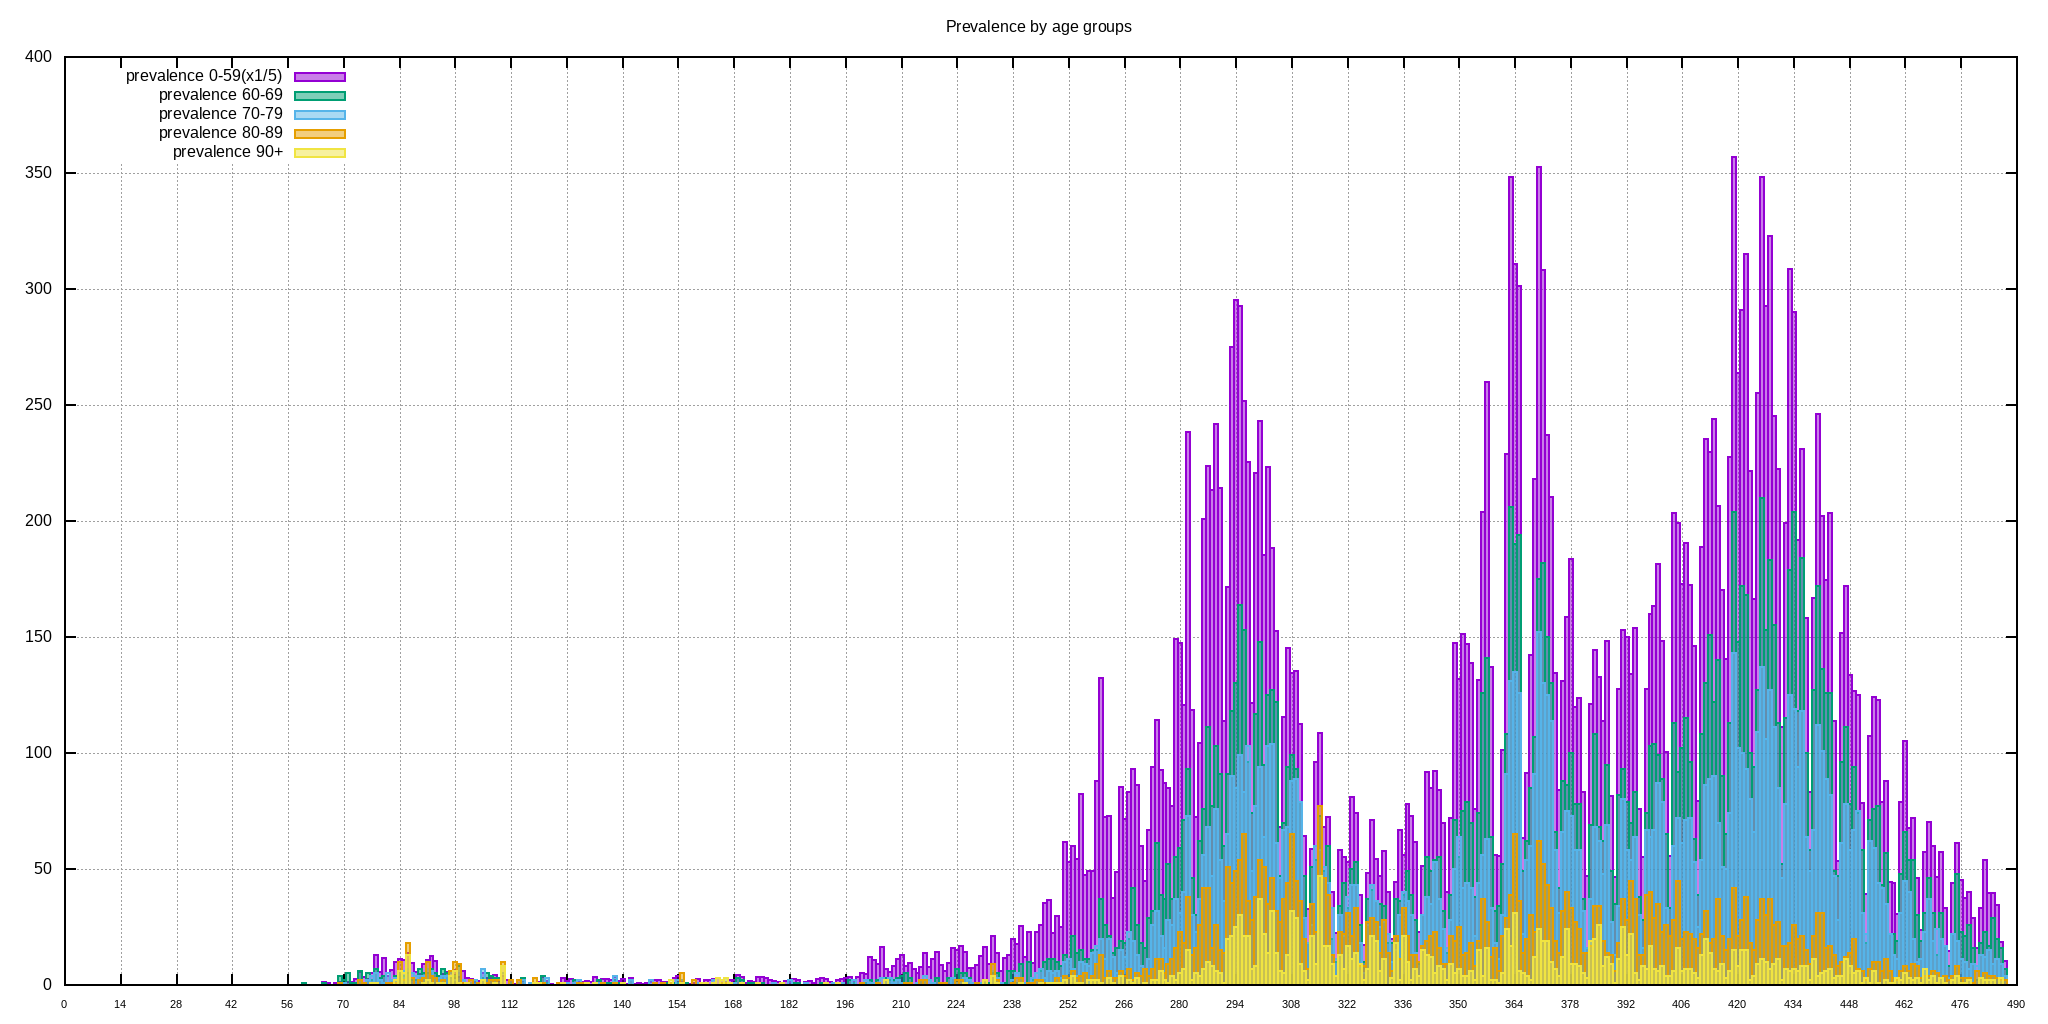 Prevalence by age groups
400
350
300
250
200
150
100
50
0
prevalence 0-59(x1/5)
prevalence 60-69
prevalence 70-79
prevalence 80-89
prevalence 90+
0 14 28 42 56 70 84 98 112 126 140 154 168 182 196 210 224 238 252 266 280 294 308 322 336 350 364 378 392 406 420 434 448 462 476 490